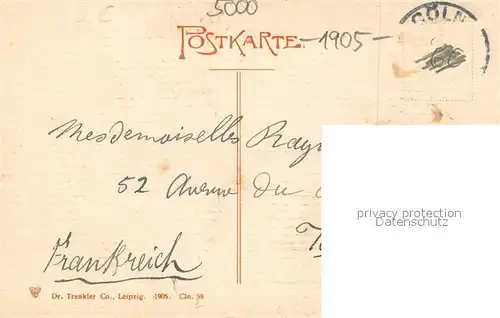 5000
POSTKARTE.
-1905-
CÖLN
Mesdemoiselles
52 Avenue du
privacy protection
Datenschutz
Frankreich
Dr. Trenkler Co., Leipzig. 1905. Cln. 58